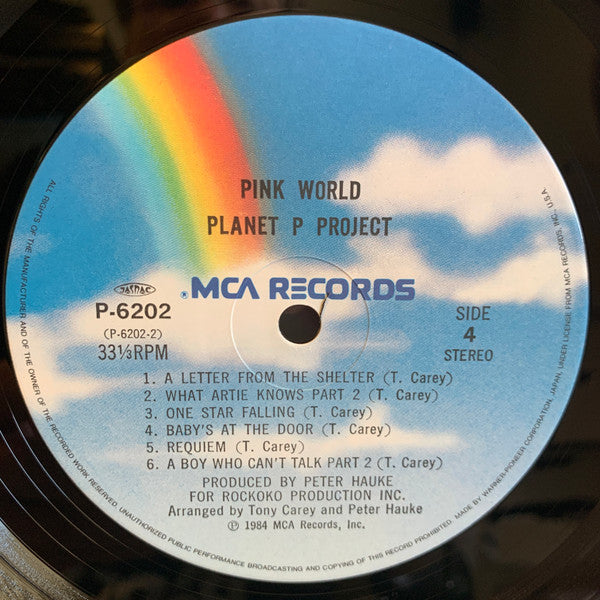 PINK WORLD
PLANET P PROJECT
® MCA RECORDS
JASRAC
P-6202
(P-6202-2)
33⅓RPM
SIDE
4
STEREO
1. A LETTER FROM THE SHELTER (T. Carey)
2. WHAT ARTIE KNOWS PART 2 (T. Carey)
3. ONE STAR FALLING (T. Carey)
4. BABY'S AT THE DOOR (T. Carey)
5. REQUIEM (T. Carey)
6. A BOY WHO CAN'T TALK PART 2 (T. Carey)
PRODUCED BY PETER HAUKE
FOR ROCKOKO PRODUCTION INC.
Arranged by Tony Carey and Peter Hauke
Ⓟ 1984 MCA Records, Inc.
ALL RIGHTS OF THE MANUFACTURER AND OF THE OWNER OF THE RECORDED WORK RESERVED. UNAUTHORIZED PUBLIC PERFORMANCE BROADCASTING AND COPYING OF THIS RECORD PROHIBITED. MADE BY WARNER-PIONEER CORPORATION, JAPAN, UNDER LICENSE FROM MCA RECORDS, INC., U.S.A.